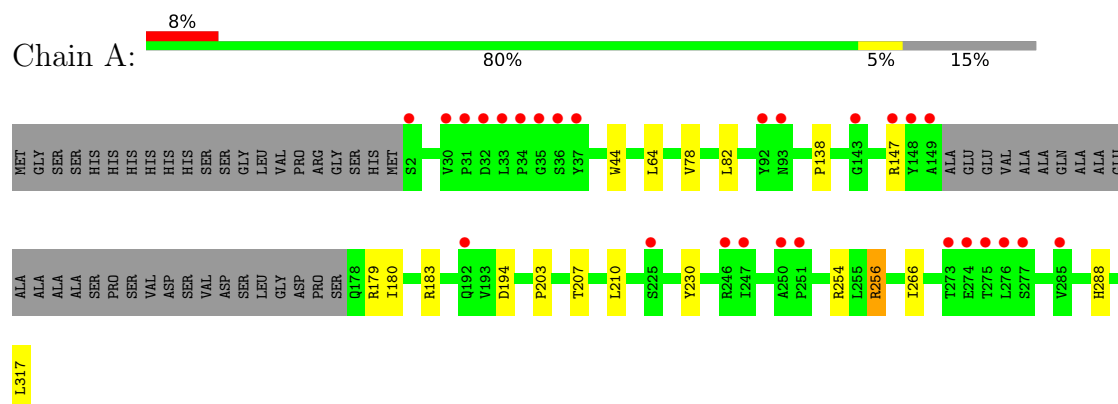 8%
Chain A:
80% 5% 15%
MET GLY SER SER HIS HIS HIS HIS HIS HIS SER SER GLY LEU VAL PRO ARG GLY SER HIS MET S2 V30 P31 D32 L33 P34 G35 S36 Y37 W44 L64 V78 L82 Y92 N93 P138 G143 R147 Y148 A149 ALA GLU GLU VAL ALA ALA GLN ALA ALA GLU
ALA ALA ALA ALA SER PRO SER VAL ASP SER VAL ASP SER LEU GLY ASP PRO SER Q178 R179 I180 R183 Q192 V193 D194 P203 T207 L210 S225 Y230 R246 I247 A250 P251 R254 L255 R256 I266 T273 E274 T275 L276 S277 V285 H288
L317